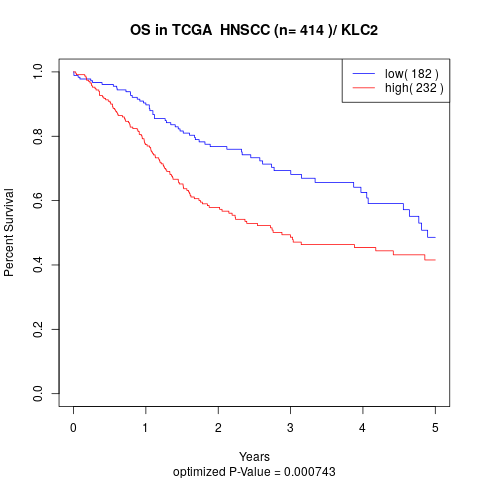 OS in TCGA HNSCC (n= 414 )/ KLC2
low( 182 )
high( 232 )
Percent Survival
1.0
0.8
0.6
0.4
0.2
0.0
0 1 2 3 4 5
Years
optimized P-Value = 0.000743